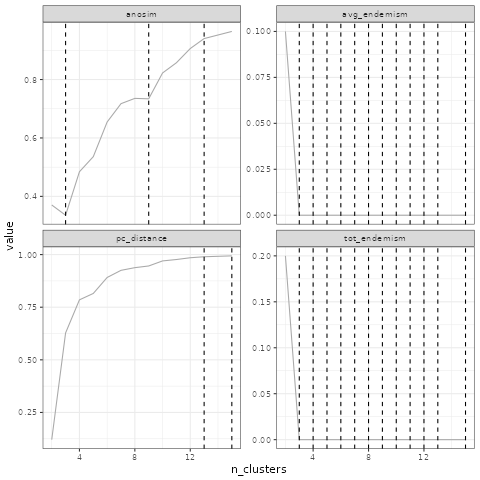 anosim
avg_endemism
0.8
0.6
0.4
0.100
0.075
0.050
0.025
0.000
value
pc_distance
tot_endemism
1.00
0.75
0.50
0.25
0.20
0.15
0.10
0.05
0.00
4 8 12
4 8 12
n_clusters